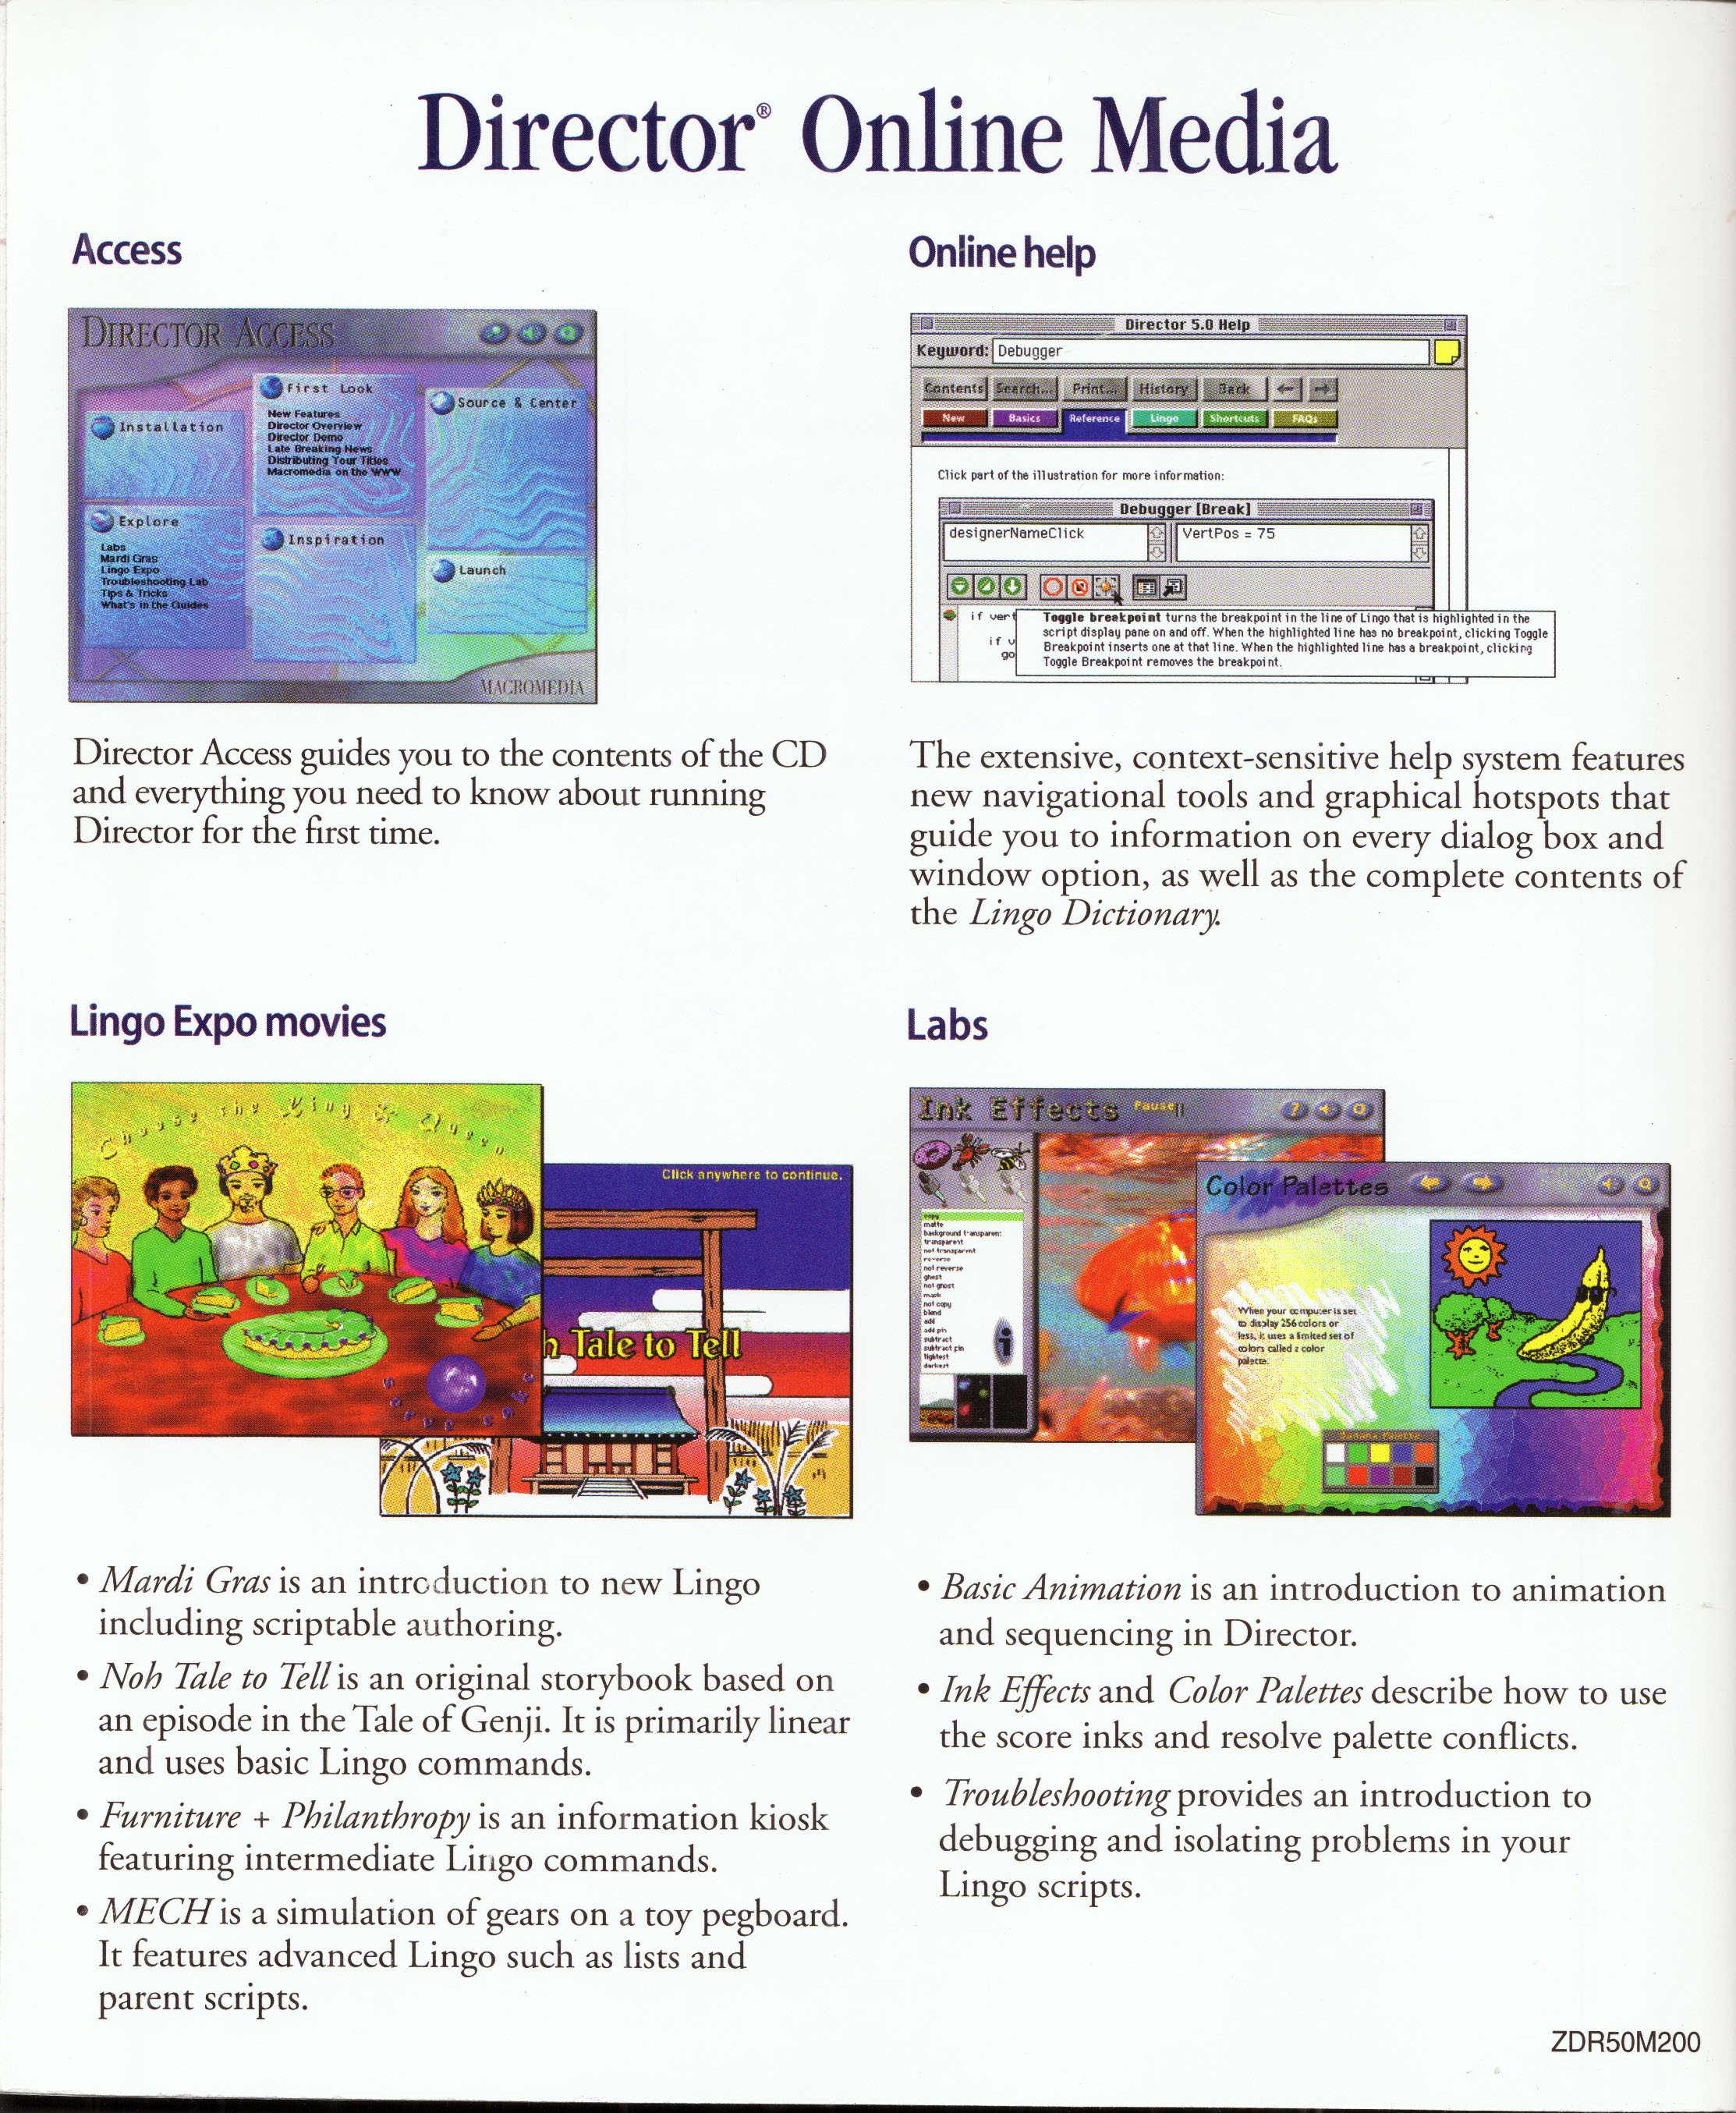 Director® Online Media
Access
DIRECTOR ACCESS
Installation
First Look
New Features
Director Overview
Director Demo
Late Breaking News
Distributing Your Titles
Macromedia on the WWW
Source & Center
Explore
Labs
Mardi Gras
Lingo Expo
Troubleshooting Lab
Tips & Tricks
What's in the Guides
Inspiration
Launch
MACROMEDIA
Director Access guides you to the contents of the CD
and everything you need to know about running
Director for the first time.
Online help
Director 5.0 Help
Keyword: Debugger
Contents Search... Print... History Back
New Basics Reference Lingo Shortcuts FAQs
Click part of the illustration for more information:
Debugger [Break]
designerNameClick VertPos = 75
if vert
if v
go
Toggle breakpoint turns the breakpoint in the line of Lingo that is highlighted in the
script display pane on and off. When the highlighted line has no breakpoint, clicking Toggle
Breakpoint inserts one at that line. When the highlighted line has a breakpoint, clicking
Toggle Breakpoint removes the breakpoint.
The extensive, context-sensitive help system features
new navigational tools and graphical hotspots that
guide you to information on every dialog box and
window option, as well as the complete contents of
the Lingo Dictionary.
Lingo Expo movies
Choose the King & Queen
Serve Cake
Click anywhere to continue.
h Tale to Tell
• Mardi Gras is an introduction to new Lingo
including scriptable authoring.
• Noh Tale to Tell is an original storybook based on
an episode in the Tale of Genji. It is primarily linear
and uses basic Lingo commands.
• Furniture + Philanthropy is an information kiosk
featuring intermediate Lingo commands.
• MECH is a simulation of gears on a toy pegboard.
It features advanced Lingo such as lists and
parent scripts.
Labs
Ink Effects Pause
copy
matte
background transparent
transparent
not transparent
reverse
not reverse
ghost
not ghost
mask
not copy
blend
add
add pin
subtract
subtract pin
lightest
darkest
Color Palettes
When your computer is set
to display 256 colors or
less, it uses a limited set of
colors called a color
palette.
Banana Palette
• Basic Animation is an introduction to animation
and sequencing in Director.
• Ink Effects and Color Palettes describe how to use
the score inks and resolve palette conflicts.
• Troubleshooting provides an introduction to
debugging and isolating problems in your
Lingo scripts.
ZDR50M200